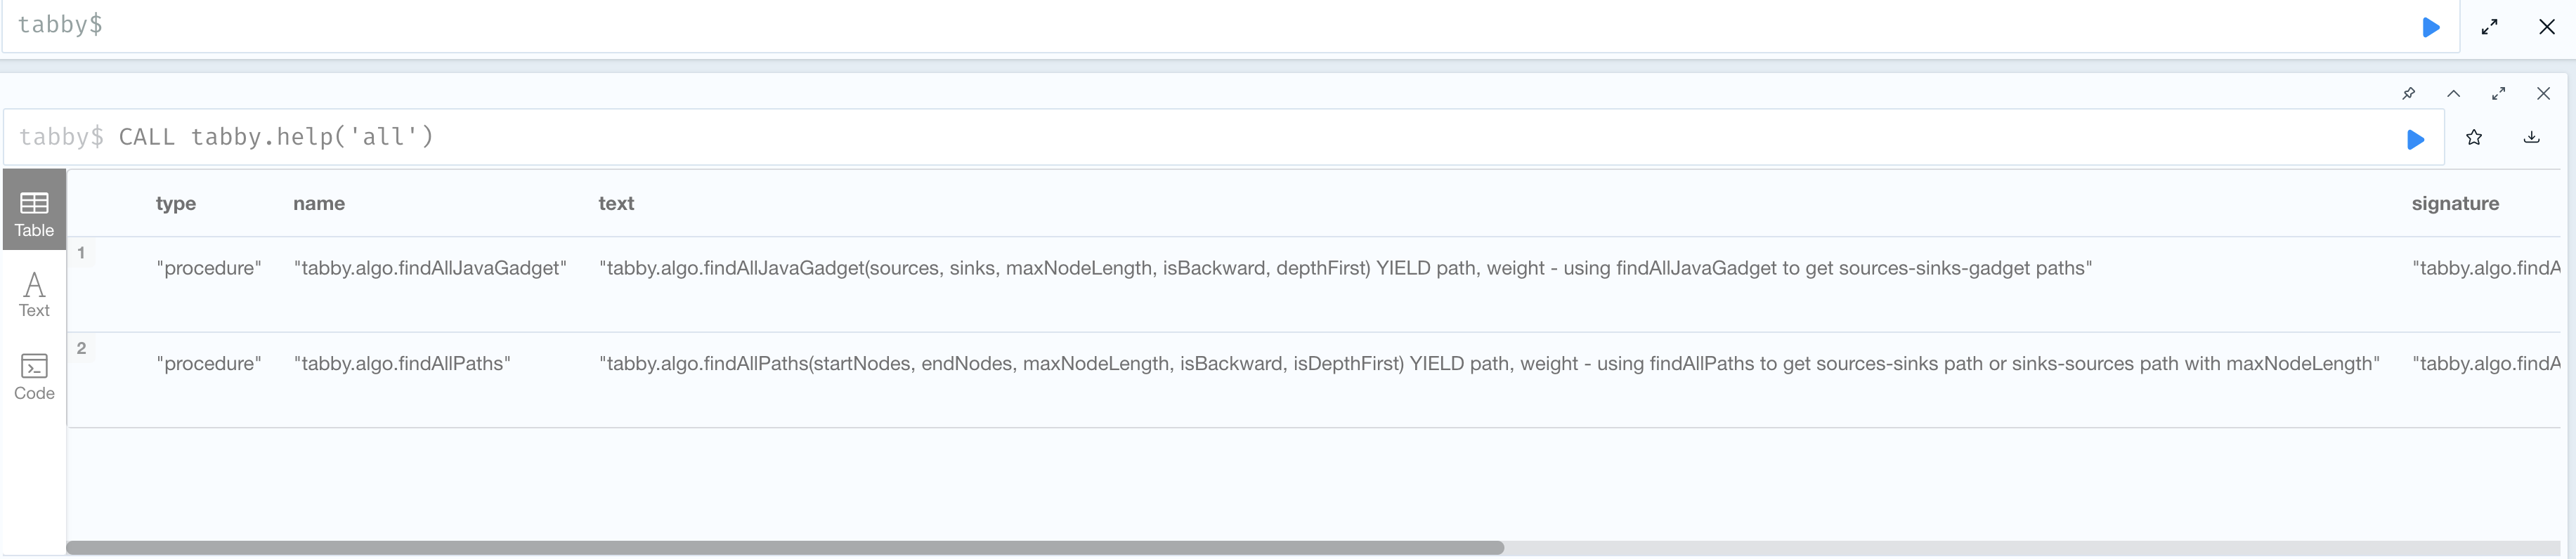 tabby$
tabby$ CALL tabby.help('all')
Table
Text
Code
type name text signature
1
"procedure" "tabby.algo.findAllJavaGadget" "tabby.algo.findAllJavaGadget(sources, sinks, maxNodeLength, isBackward, depthFirst) YIELD path, weight - using findAllJavaGadget to get sources-sinks-gadget paths" "tabby.algo.findA
2
"procedure" "tabby.algo.findAllPaths" "tabby.algo.findAllPaths(startNodes, endNodes, maxNodeLength, isBackward, isDepthFirst) YIELD path, weight - using findAllPaths to get sources-sinks path or sinks-sources path with maxNodeLength" "tabby.algo.findA